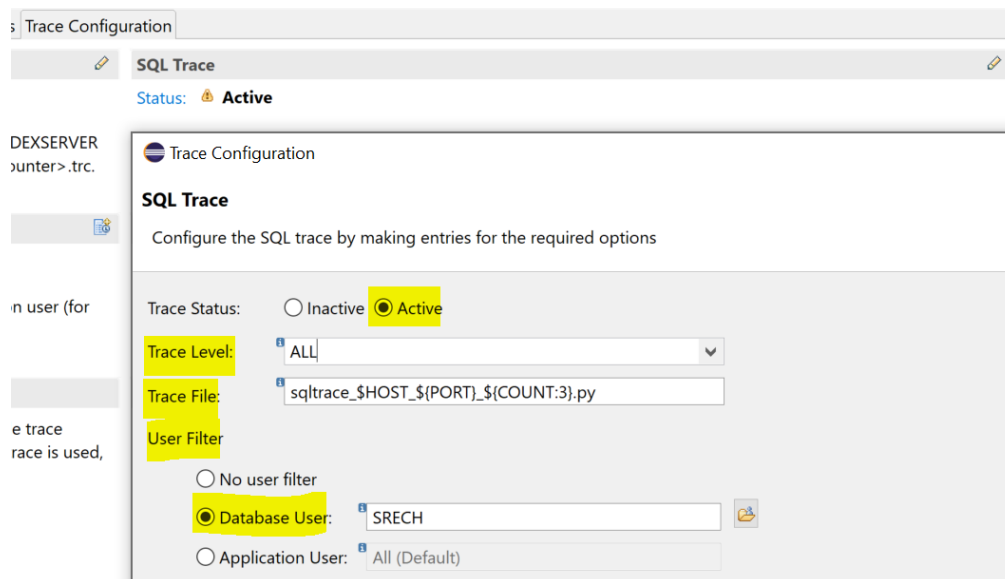 s Trace Configuration
SQL Trace
Status: Active
DEXSERVER
ounter>.trc.
Trace Configuration
SQL Trace
Configure the SQL trace by making entries for the required options
n user (for
Trace Status: Inactive Active
Trace Level: ALL
Trace File: sqltrace_$HOST_${PORT}_${COUNT:3}.py
e trace
race is used,
User Filter
No user filter
Database User: SRECH
Application User: All (Default)